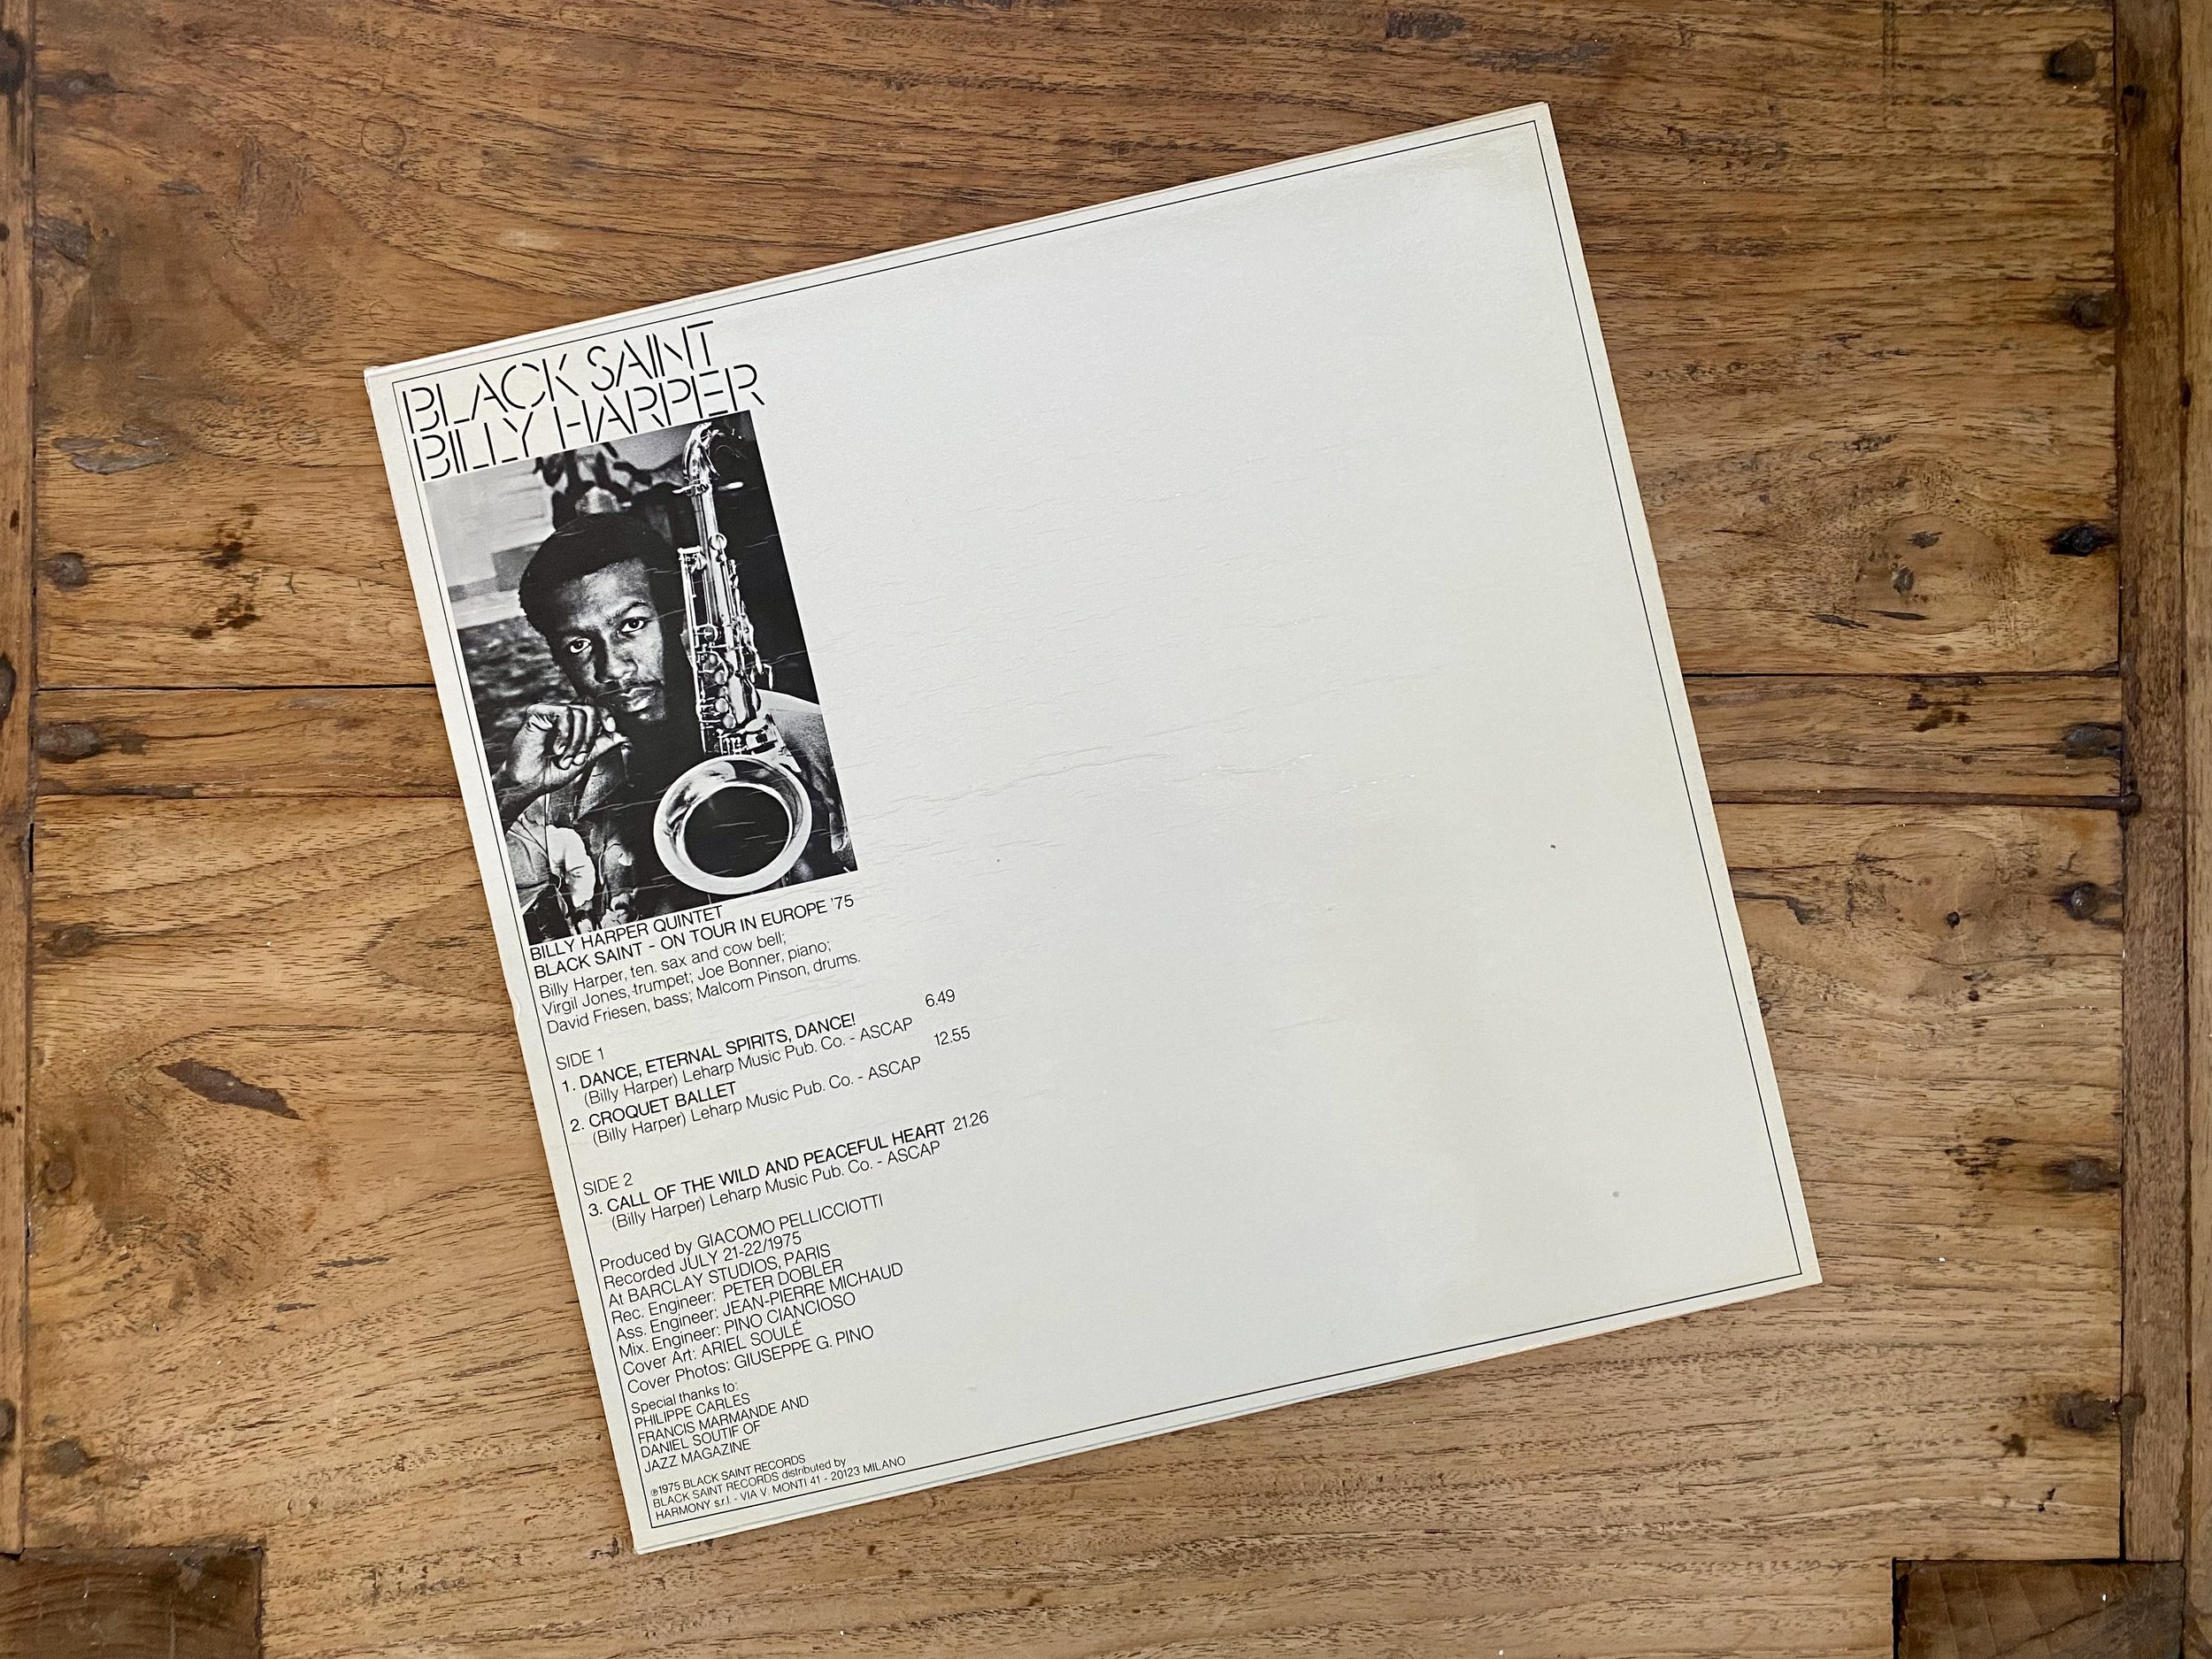 BLACK SAINT
BILLY HARPER
BILLY HARPER QUINTET
BLACK SAINT - ON TOUR IN EUROPE '75
Billy Harper, ten. sax and cow bell;
Virgil Jones, trumpet; Joe Bonner, piano;
David Friesen, bass; Malcom Pinson, drums.
SIDE 1
1. DANCE, ETERNAL SPIRITS, DANCE! 6.49
(Billy Harper) Leharp Music Pub. Co. - ASCAP
2. CROQUET BALLET 12.55
(Billy Harper) Leharp Music Pub. Co. - ASCAP
SIDE 2
3. CALL OF THE WILD AND PEACEFUL HEART 21.26
(Billy Harper) Leharp Music Pub. Co. - ASCAP
Produced by GIACOMO PELLICCIOTTI
Recorded JULY 21-22/1975
At BARCLAY STUDIOS, PARIS
Rec. Engineer: PETER DOBLER
Ass. Engineer: JEAN-PIERRE MICHAUD
Mix. Engineer: PINO CIANCIOSO
Cover Art: ARIEL SOULÉ
Cover Photos: GIUSEPPE G. PINO
Special thanks to:
PHILIPPE CARLES
FRANCIS MARMANDE AND
DANIEL SOUTIF OF
JAZZ MAGAZINE
℗1975 BLACK SAINT RECORDS
BLACK SAINT RECORDS distributed by
HARMONY s.r.l. - VIA V. MONTI 41 - 20123 MILANO